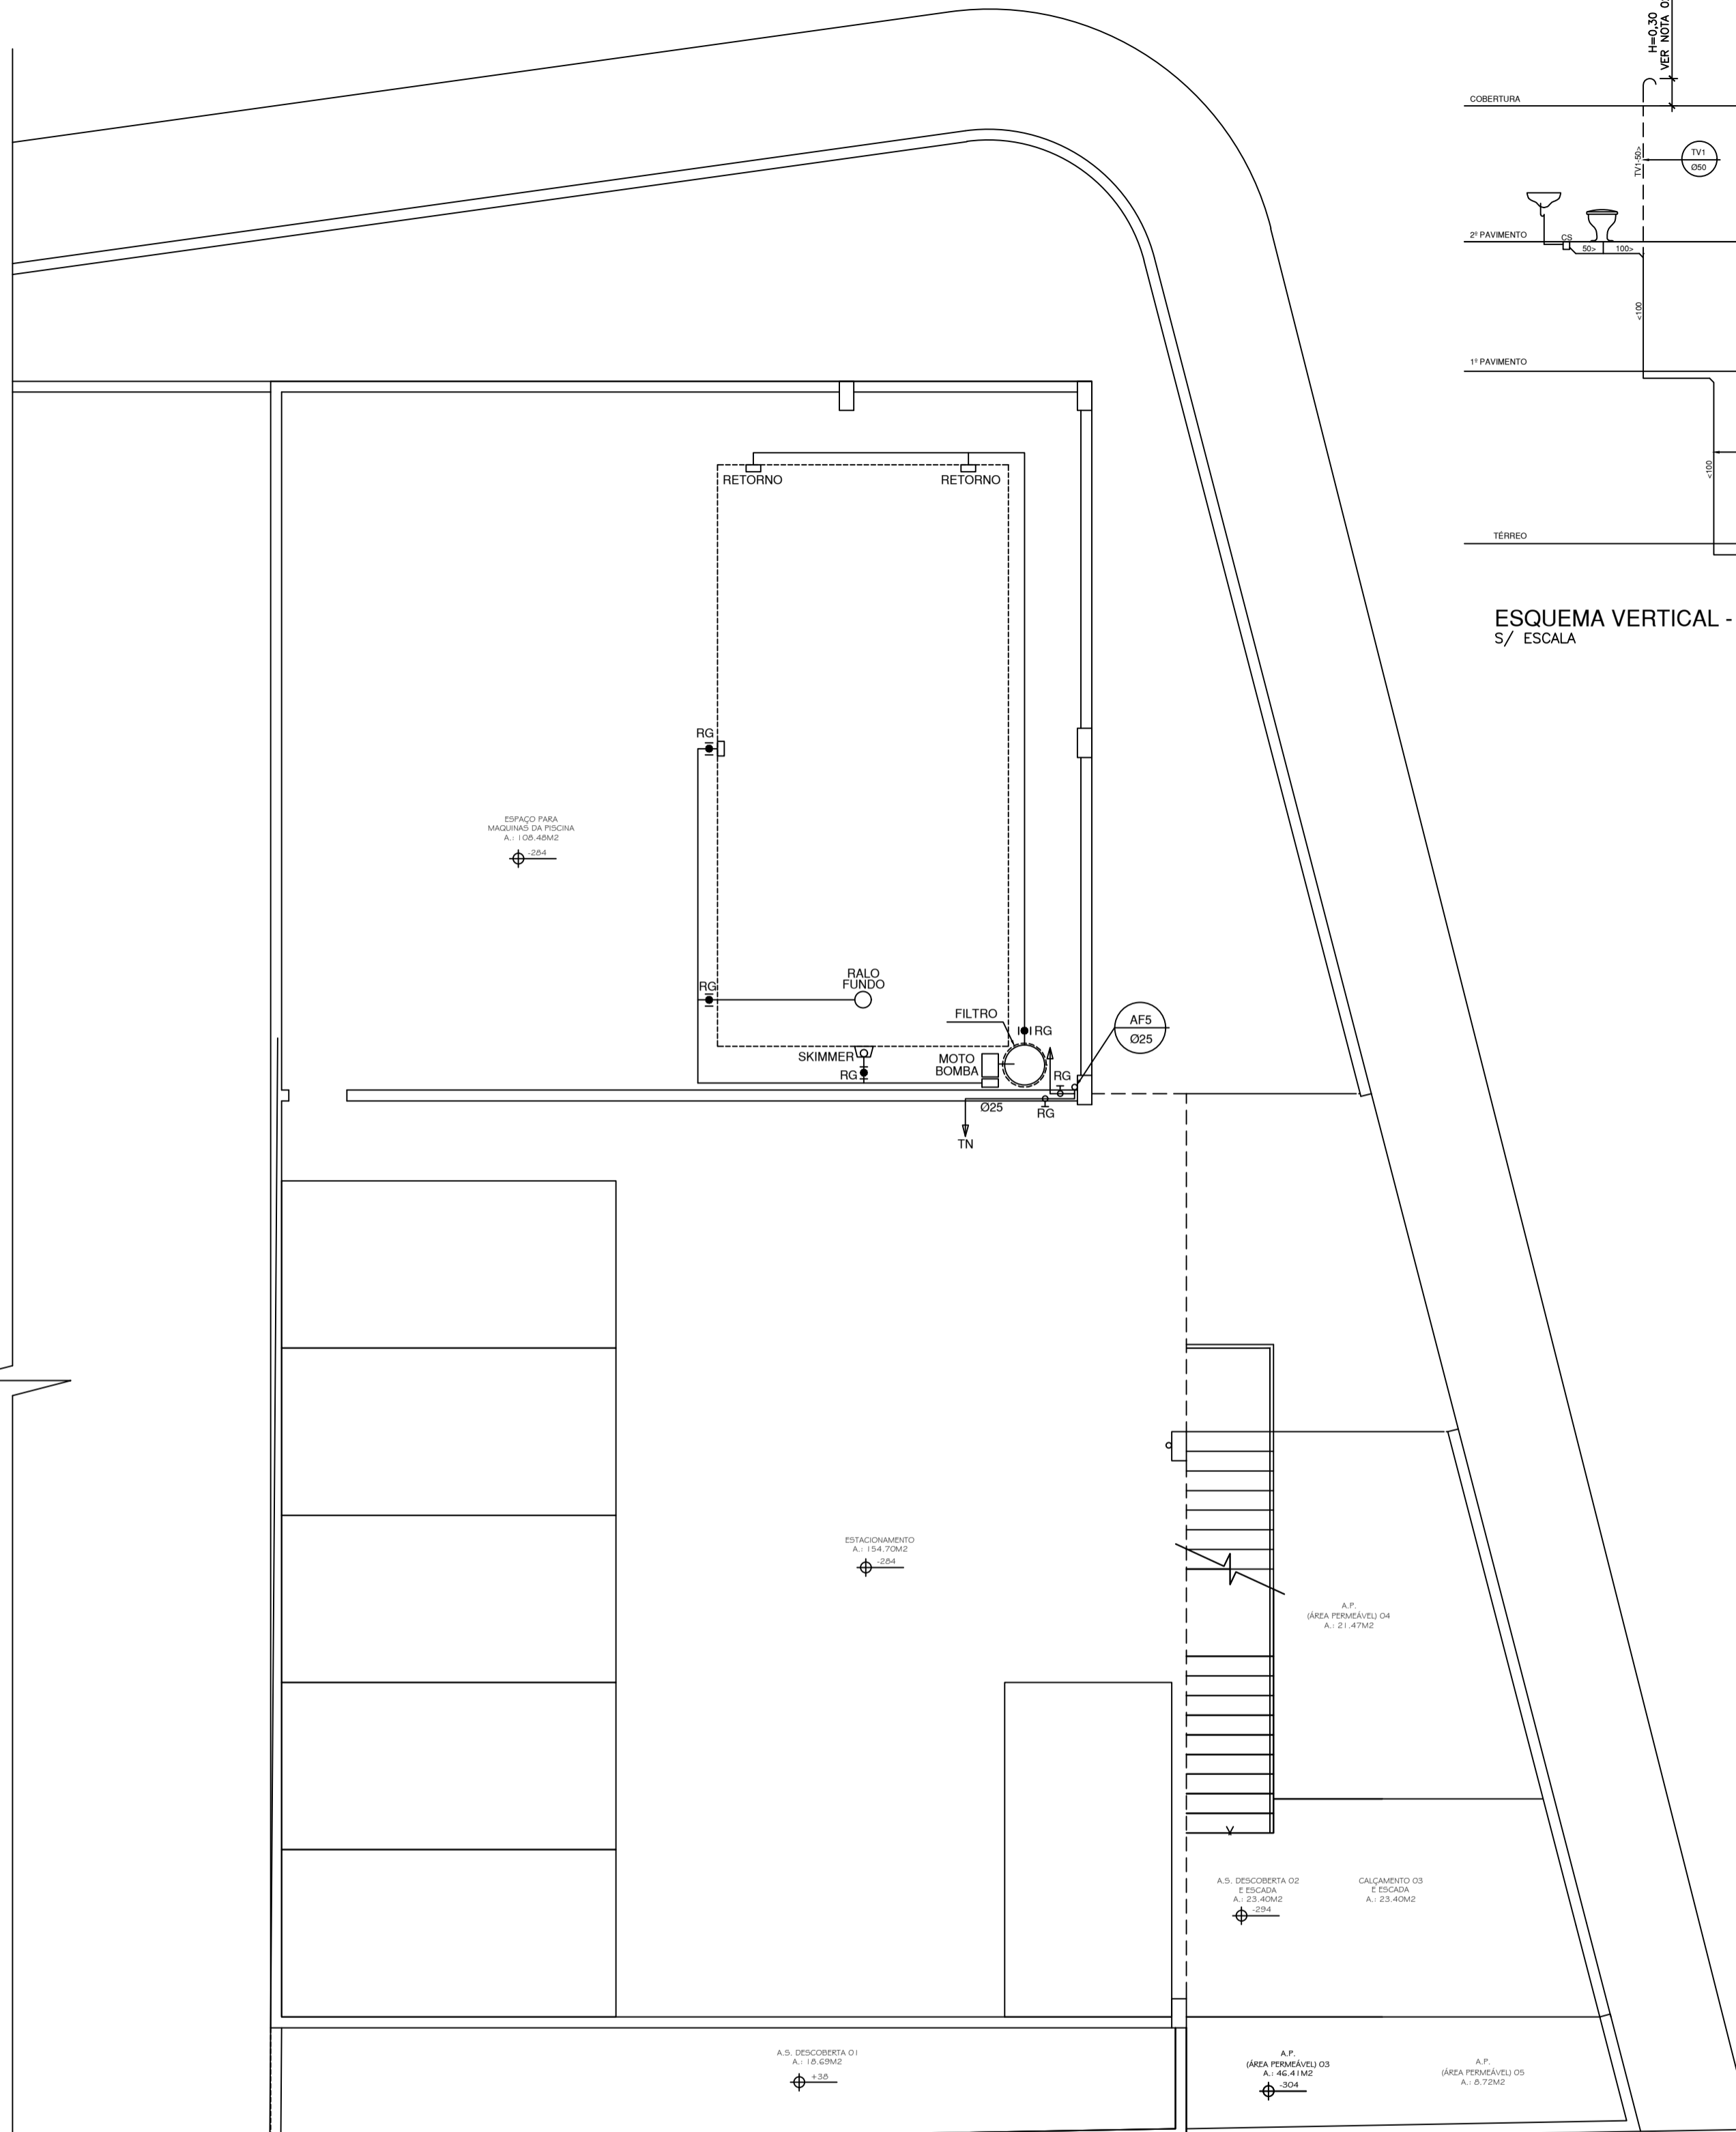 H=0,30
VER NOTA
COBERTURA
TV1-50>
TV1
Ø50
2º PAVIMENTO
CS
50>
100>
<100
1º PAVIMENTO
<100
TÉRREO
ESQUEMA VERTICAL -
S/ ESCALA
RETORNO
RETORNO
RG
ESPAÇO PARA
MAQUINAS DA PISCINA
A.: 108.48M2
-284
RG
RALO
FUNDO
FILTRO
RG
AF5
Ø25
SKIMMER
RG
MOTO
BOMBA
RG
Ø25
RG
TN
ESTACIONAMENTO
A.: 154.70M2
-284
A.P.
(ÁREA PERMEÁVEL) 04
A.: 21.47M2
A.S. DESCOBERTA 02
E ESCADA
A.: 23.40M2
-294
CALÇAMENTO 03
E ESCADA
A.: 23.40M2
A.S. DESCOBERTA 01
A.: 18.69M2
+38
A.P.
(ÁREA PERMEÁVEL) 03
A.: 46.41M2
-304
A.P.
(ÁREA PERMEÁVEL) 05
A.: 8.72M2